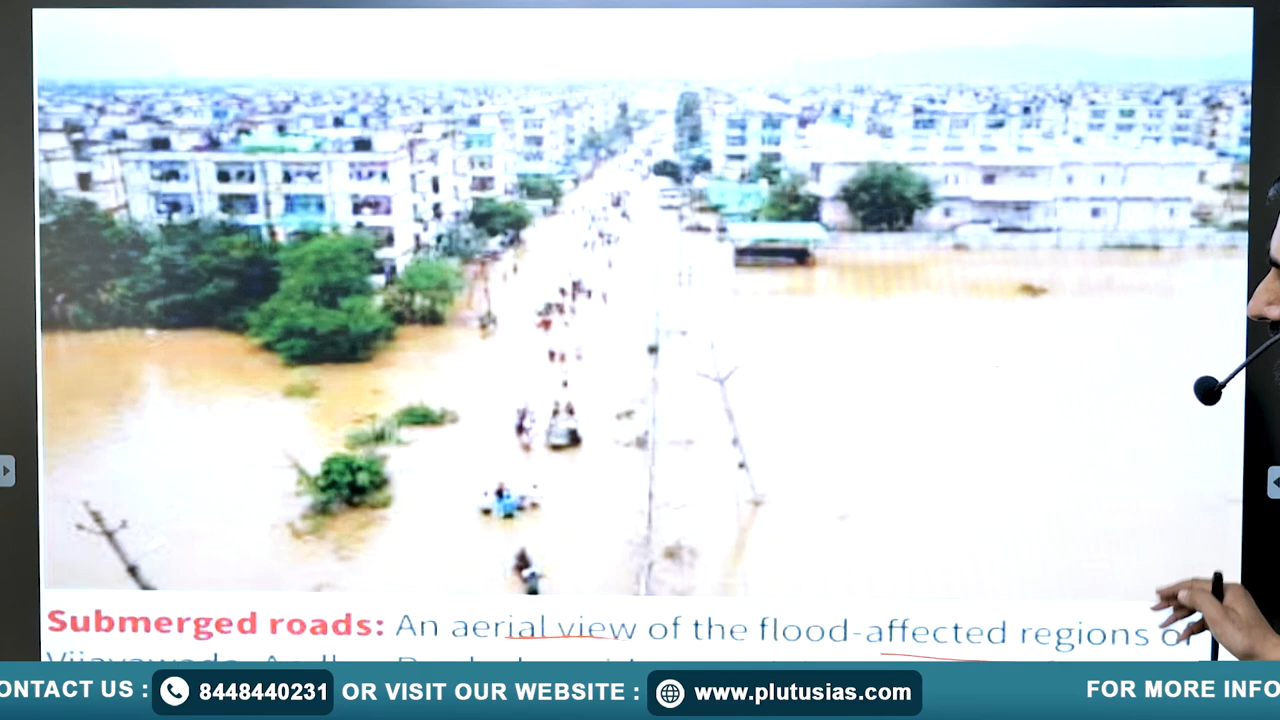 Submerged roads: An aerial view of the flood-affected regions of
ONTACT US : 8448440231 OR VISIT OUR WEBSITE : www.plutusias.com FOR MORE INFO